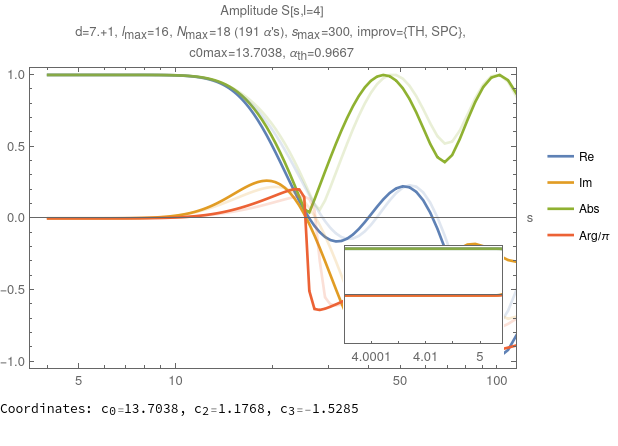 Amplitude S[s,l=4]
d=7.+1, lmax=16, Nmax=18 (191 α's), smax=300, improv={TH, SPC},
c0max=13.7038, αth=0.9667
1.0
0.5
0.0
-0.5
-1.0
5
10
50
100
s
4.0001
4.01
5
Re
Im
Abs
Arg/π
Coordinates: c0=13.7038, c2=1.1768, c3=-1.5285